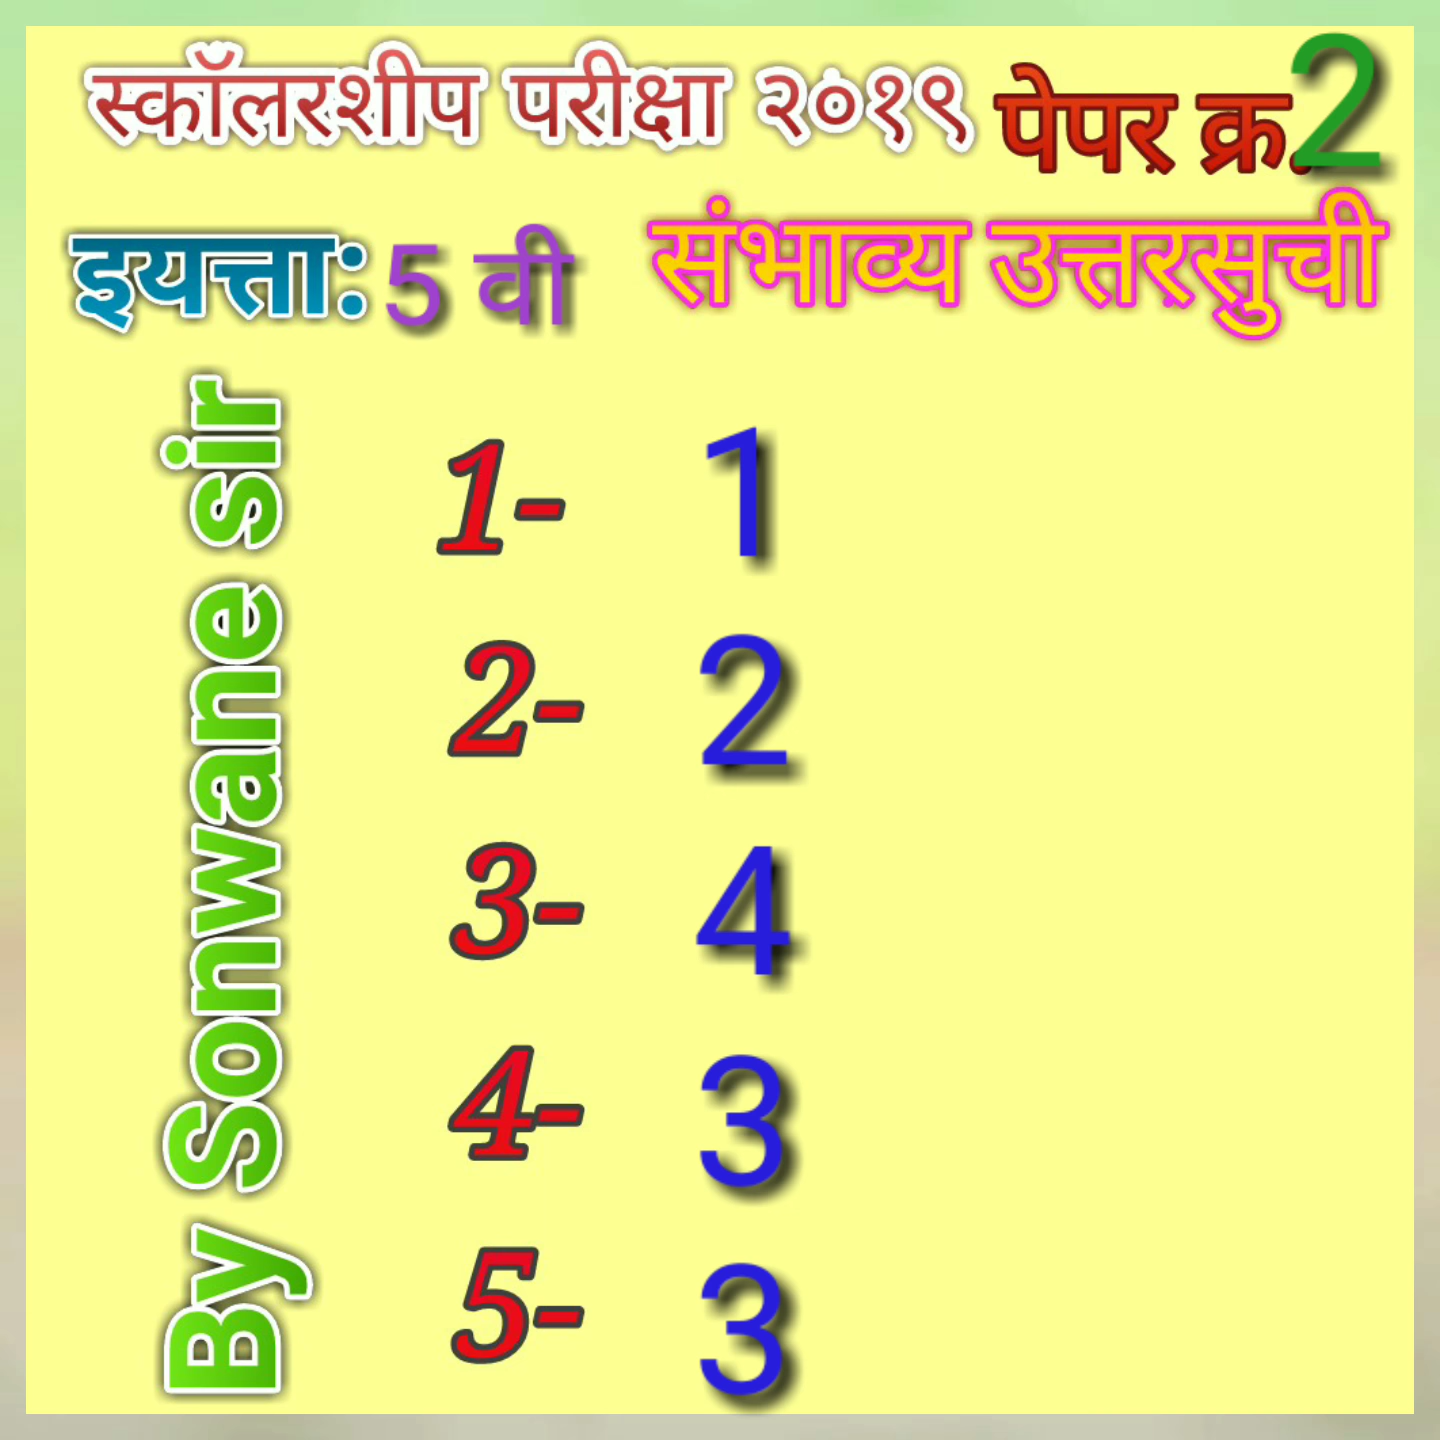 स्कॉलरशीप परीक्षा २०१९ पेपर क्र.2
इयत्ता: 5 वी संभाव्य उत्तरसुची
By Sonwane sir
1- 1
2- 2
3- 4
4- 3
5- 3